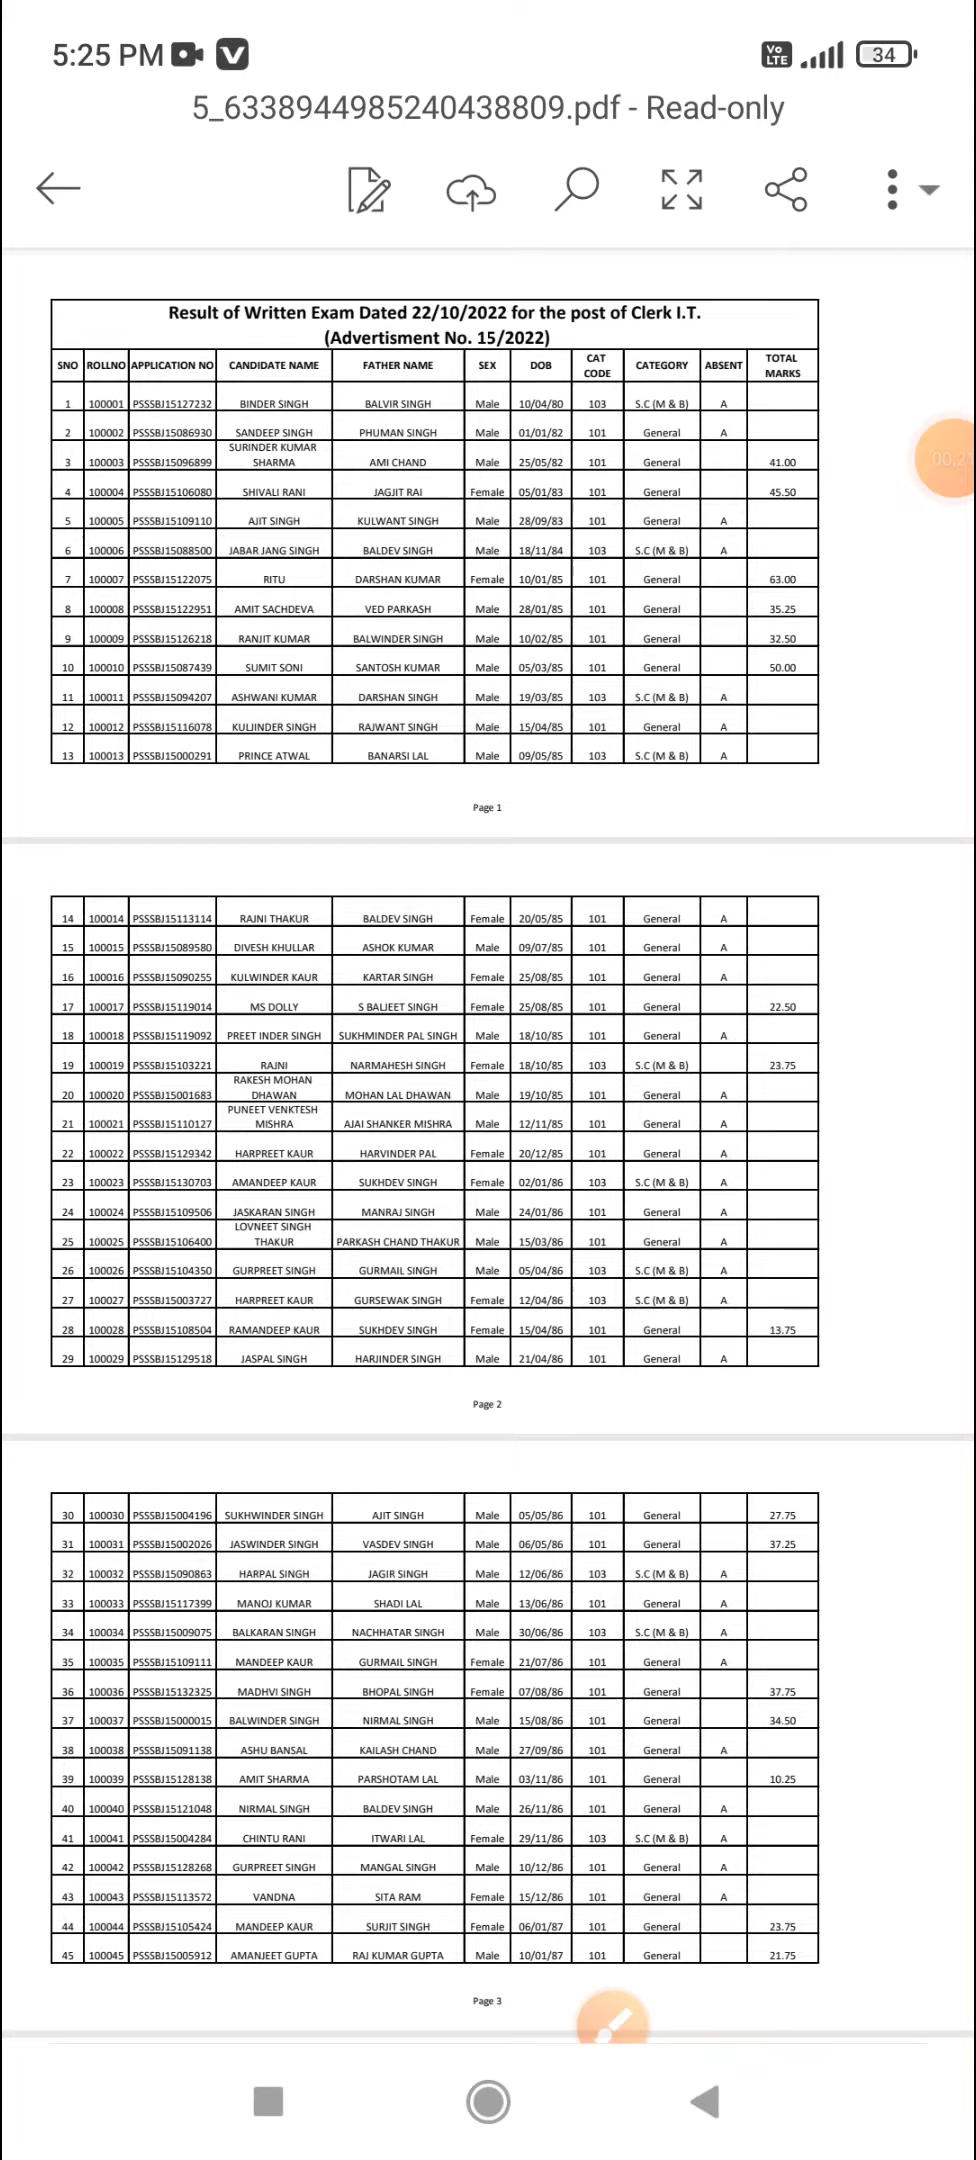 5:25 PM
Vo LTE
34
5_6338944985240438809.pdf - Read-only
00,2
Result of Written Exam Dated 22/10/2022 for the post of Clerk I.T.
(Advertisment No. 15/2022)
SNO ROLLNO APPLICATION NO CANDIDATE NAME FATHER NAME SEX DOB CAT CODE CATEGORY ABSENT TOTAL MARKS
1 100001 PSSSBJ15127232 BINDER SINGH BALVIR SINGH Male 10/04/80 103 S.C (M & B) A
2 100002 PSSSBJ15086930 SANDEEP SINGH PHUMAN SINGH Male 01/01/82 101 General A
3 100003 PSSSBJ15096899 SURINDER KUMAR SHARMA AMI CHAND Male 25/05/82 101 General 41.00
4 100004 PSSSBJ15106080 SHIVALI RANI JAGJIT RAI Female 05/01/83 101 General 45.50
5 100005 PSSSBJ15109110 AJIT SINGH KULWANT SINGH Male 28/09/83 101 General A
6 100006 PSSSBJ15088500 JABAR JANG SINGH BALDEV SINGH Male 18/11/84 103 S.C (M & B) A
7 100007 PSSSBJ15122075 RITU DARSHAN KUMAR Female 10/01/85 101 General 63.00
8 100008 PSSSBJ15122951 AMIT SACHDEVA VED PARKASH Male 28/01/85 101 General 35.25
9 100009 PSSSBJ15126218 RANJIT KUMAR BALWINDER SINGH Male 10/02/85 101 General 32.50
10 100010 PSSSBJ15087439 SUMIT SONI SANTOSH KUMAR Male 05/03/85 101 General 50.00
11 100011 PSSSBJ15094207 ASHWANI KUMAR DARSHAN SINGH Male 19/03/85 103 S.C (M & B) A
12 100012 PSSSBJ15116078 KULJINDER SINGH RAJWANT SINGH Male 15/04/85 101 General A
13 100013 PSSSBJ15000291 PRINCE ATWAL BANARSI LAL Male 09/05/85 103 S.C (M & B) A
Page 1
14 100014 PSSSBJ15113114 RAJNI THAKUR BALDEV SINGH Female 20/05/85 101 General A
15 100015 PSSSBJ15089580 DIVESH KHULLAR ASHOK KUMAR Male 09/07/85 101 General A
16 100016 PSSSBJ15090255 KULWINDER KAUR KARTAR SINGH Female 25/08/85 101 General A
17 100017 PSSSBJ15119014 MS DOLLY S BALJEET SINGH Female 25/08/85 101 General 22.50
18 100018 PSSSBJ15119092 PREET INDER SINGH SUKHMINDER PAL SINGH Male 18/10/85 101 General A
19 100019 PSSSBJ15103221 RAJNI NARMAHESH SINGH Female 18/10/85 103 S.C (M & B) 23.75
20 100020 PSSSBJ15001683 RAKESH MOHAN DHAWAN MOHAN LAL DHAWAN Male 19/10/85 101 General A
21 100021 PSSSBJ15110127 PUNEET VENKTESH MISHRA AJAI SHANKER MISHRA Male 12/11/85 101 General A
22 100022 PSSSBJ15129342 HARPREET KAUR HARVINDER PAL Female 20/12/85 101 General A
23 100023 PSSSBJ15130703 AMANDEEP KAUR SUKHDEV SINGH Female 02/01/86 103 S.C (M & B) A
24 100024 PSSSBJ15109506 JASKARAN SINGH MANRAJ SINGH Male 24/01/86 101 General A
25 100025 PSSSBJ15106400 LOVNEET SINGH THAKUR PARKASH CHAND THAKUR Male 15/03/86 101 General A
26 100026 PSSSBJ15104350 GURPREET SINGH GURMAIL SINGH Male 05/04/86 103 S.C (M & B) A
27 100027 PSSSBJ15003727 HARPREET KAUR GURSEWAK SINGH Female 12/04/86 103 S.C (M & B) A
28 100028 PSSSBJ15108504 RAMANDEEP KAUR SUKHDEV SINGH Female 15/04/86 101 General 13.75
29 100029 PSSSBJ15129518 JASPAL SINGH HARJINDER SINGH Male 21/04/86 101 General A
Page 2
30 100030 PSSSBJ15004196 SUKHWINDER SINGH AJIT SINGH Male 05/05/86 101 General 27.75
31 100031 PSSSBJ15002026 JASWINDER SINGH VASDEV SINGH Male 06/05/86 101 General 37.25
32 100032 PSSSBJ15090863 HARPAL SINGH JAGIR SINGH Male 12/06/86 103 S.C (M & B) A
33 100033 PSSSBJ15117399 MANOJ KUMAR SHADI LAL Male 13/06/86 101 General A
34 100034 PSSSBJ15009075 BALKARAN SINGH NACHHATAR SINGH Male 30/06/86 103 S.C (M & B) A
35 100035 PSSSBJ15109111 MANDEEP KAUR GURMAIL SINGH Female 21/07/86 101 General A
36 100036 PSSSBJ15132325 MADHVI SINGH BHOPAL SINGH Female 07/08/86 101 General 37.75
37 100037 PSSSBJ15000015 BALWINDER SINGH NIRMAL SINGH Male 15/08/86 101 General 34.50
38 100038 PSSSBJ15091138 ASHU BANSAL KAILASH CHAND Male 27/09/86 101 General A
39 100039 PSSSBJ15128138 AMIT SHARMA PARSHOTAM LAL Male 03/11/86 101 General 10.25
40 100040 PSSSBJ15121048 NIRMAL SINGH BALDEV SINGH Male 26/11/86 101 General A
41 100041 PSSSBJ15004284 CHINTU RANI ITWARI LAL Female 29/11/86 103 S.C (M & B) A
42 100042 PSSSBJ15128268 GURPREET SINGH MANGAL SINGH Male 10/12/86 101 General A
43 100043 PSSSBJ15113572 VANDNA SITA RAM Female 15/12/86 101 General A
44 100044 PSSSBJ15105424 MANDEEP KAUR SURJIT SINGH Female 06/01/87 101 General 23.75
45 100045 PSSSBJ15005912 AMANJEET GUPTA RAJ KUMAR GUPTA Male 10/01/87 101 General 21.75
Page 3